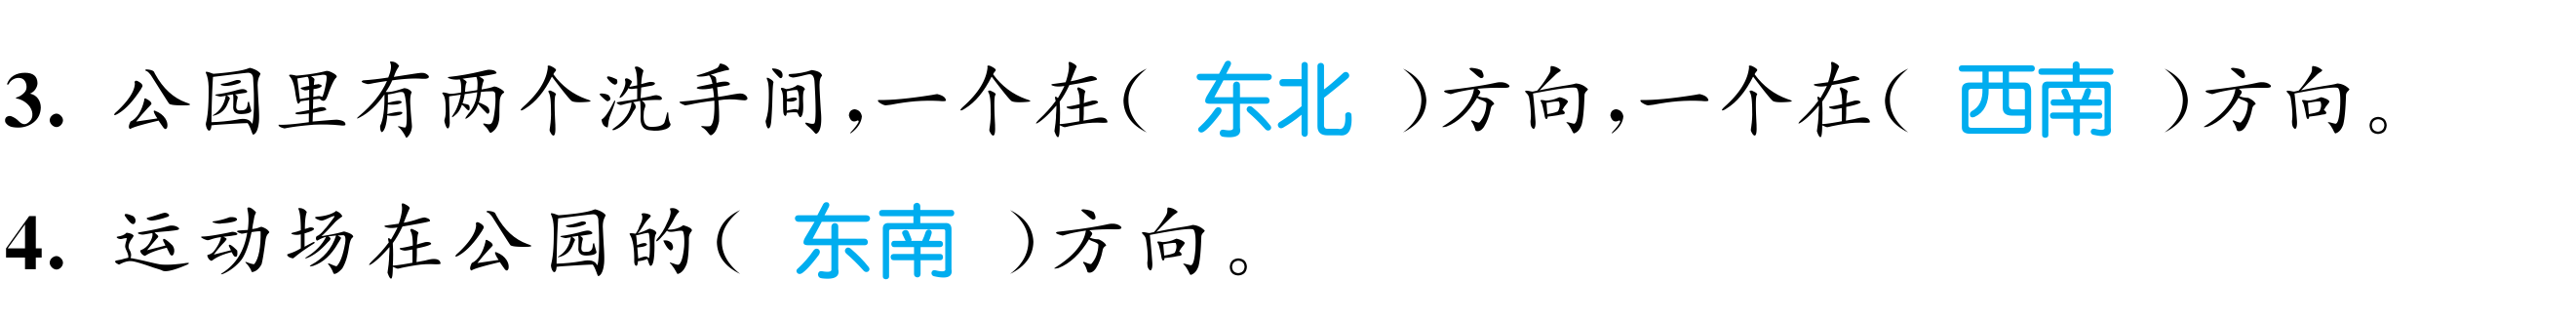 3. 公园里有两个洗手间,一个在( 东北 )方向,一个在( 西南 )方向。
4. 运动场在公园的( 东南 )方向。